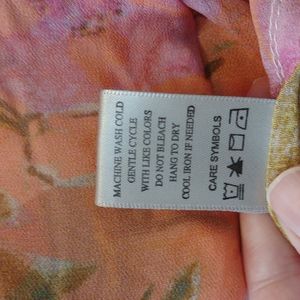 MACHINE WASH COLD
GENTLE CYCLE
WITH LIKE COLORS
DO NOT BLEACH
HANG TO DRY
COOL IRON IF NEEDED
CARE SYMBOLS